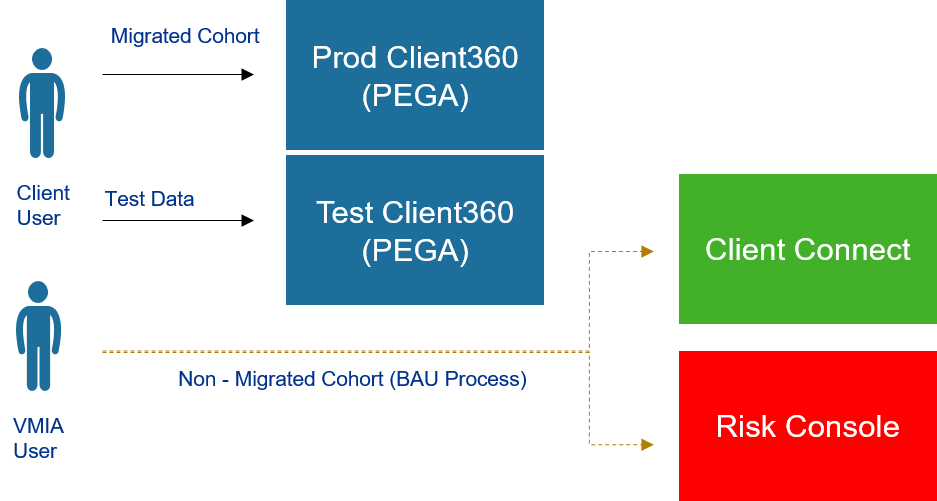 Migrated Cohort
Prod Client360
(PEGA)
Client
User
Test Data
Test Client360
(PEGA)
Client Connect
VMIA
User
Non - Migrated Cohort (BAU Process)
Risk Console